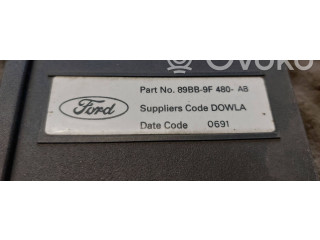 OVOKO
Part No. 89BB-9F 480- AB
Ford
Suppliers Code DOWLA
Date Code 0691